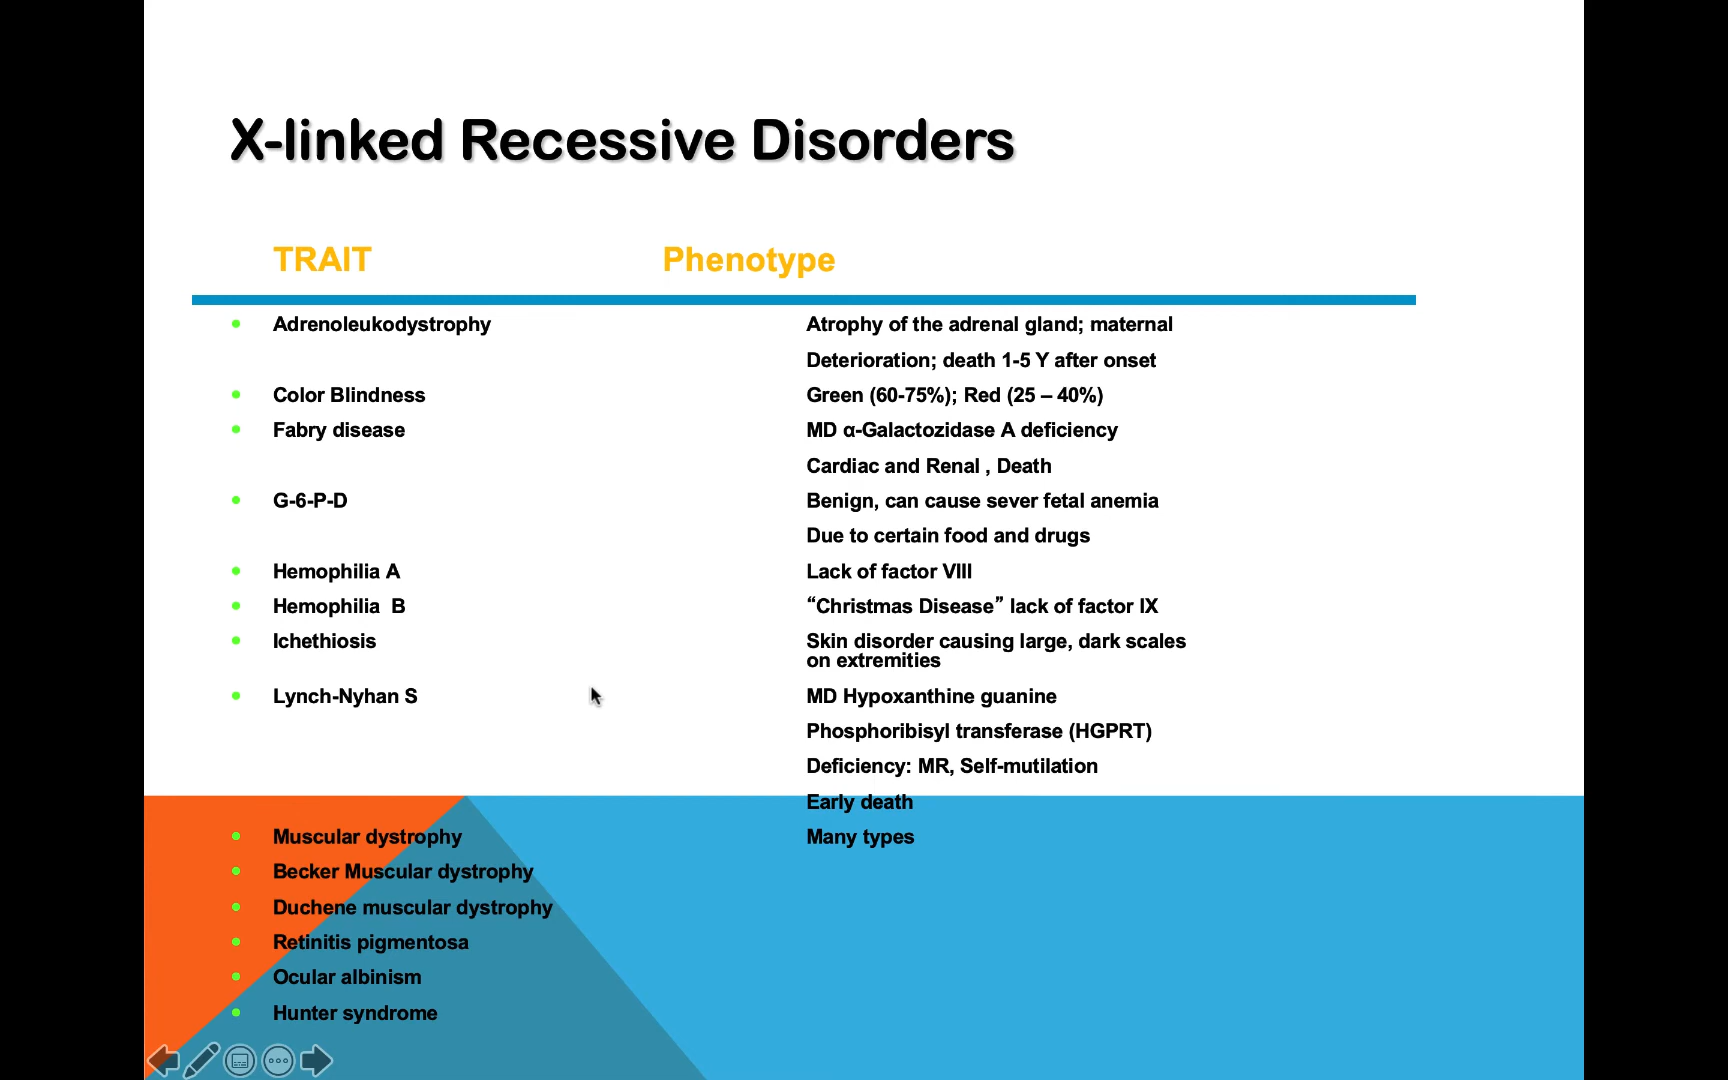 X-linked Recessive Disorders
TRAIT Phenotype
Adrenoleukodystrophy Atrophy of the adrenal gland; maternal
Deterioration; death 1-5 Y after onset
Color Blindness Green (60-75%); Red (25 – 40%)
Fabry disease MD α-Galactozidase A deficiency
Cardiac and Renal , Death
G-6-P-D Benign, can cause sever fetal anemia
Due to certain food and drugs
Hemophilia A Lack of factor VIII
Hemophilia B “Christmas Disease” lack of factor IX
Ichethiosis Skin disorder causing large, dark scales
on extremities
Lynch-Nyhan S MD Hypoxanthine guanine
Phosphoribisyl transferase (HGPRT)
Deficiency: MR, Self-mutilation
Early death
Muscular dystrophy Many types
Becker Muscular dystrophy
Duchene muscular dystrophy
Retinitis pigmentosa
Ocular albinism
Hunter syndrome